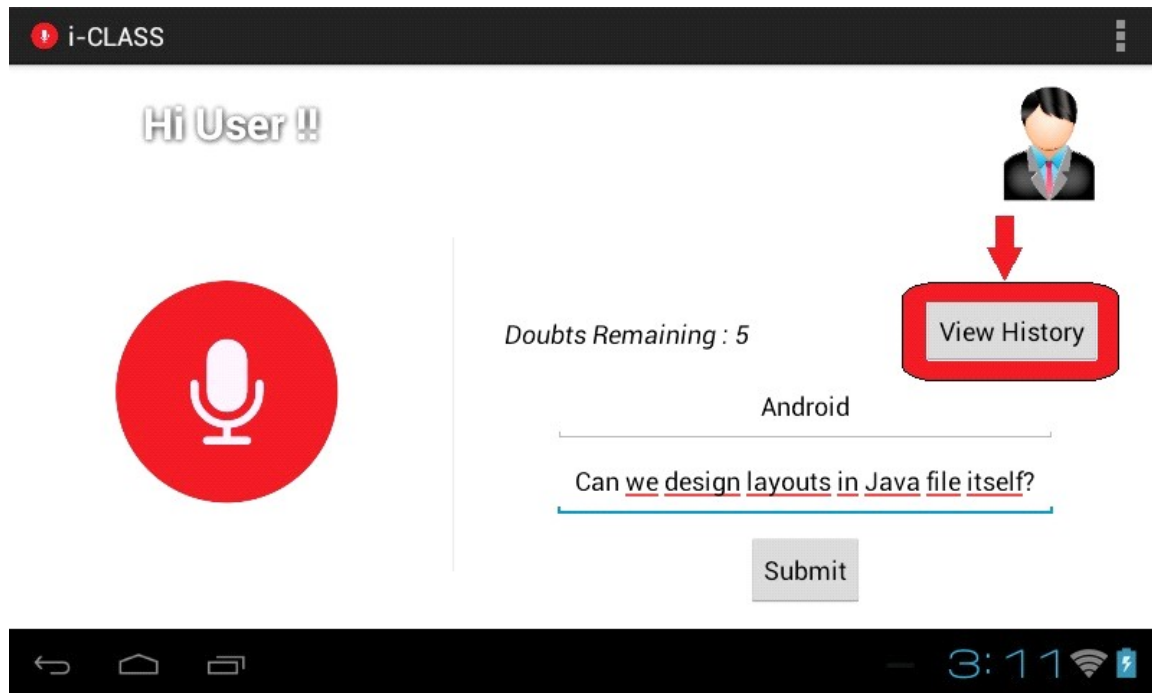 i-CLASS
Hi User !!
Doubts Remaining : 5
View History
Android
Can we design layouts in Java file itself?
Submit
3:11